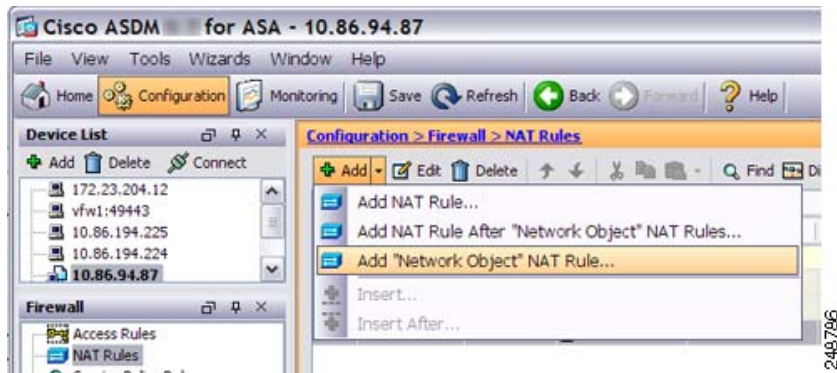 Cisco ASDM for ASA - 10.86.94.87
File View Tools Wizards Window Help
Home Configuration Monitoring Save Refresh Back Forward Help
Device List
Add Delete Connect
172.23.204.12
vfw1:49443
10.86.194.225
10.86.194.224
10.86.94.87
Firewall
Access Rules
NAT Rules
Configuration > Firewall > NAT Rules
Add Edit Delete Find Di
Add NAT Rule...
Add NAT Rule After "Network Object" NAT Rules...
Add "Network Object" NAT Rule...
Insert...
Insert After...
248786